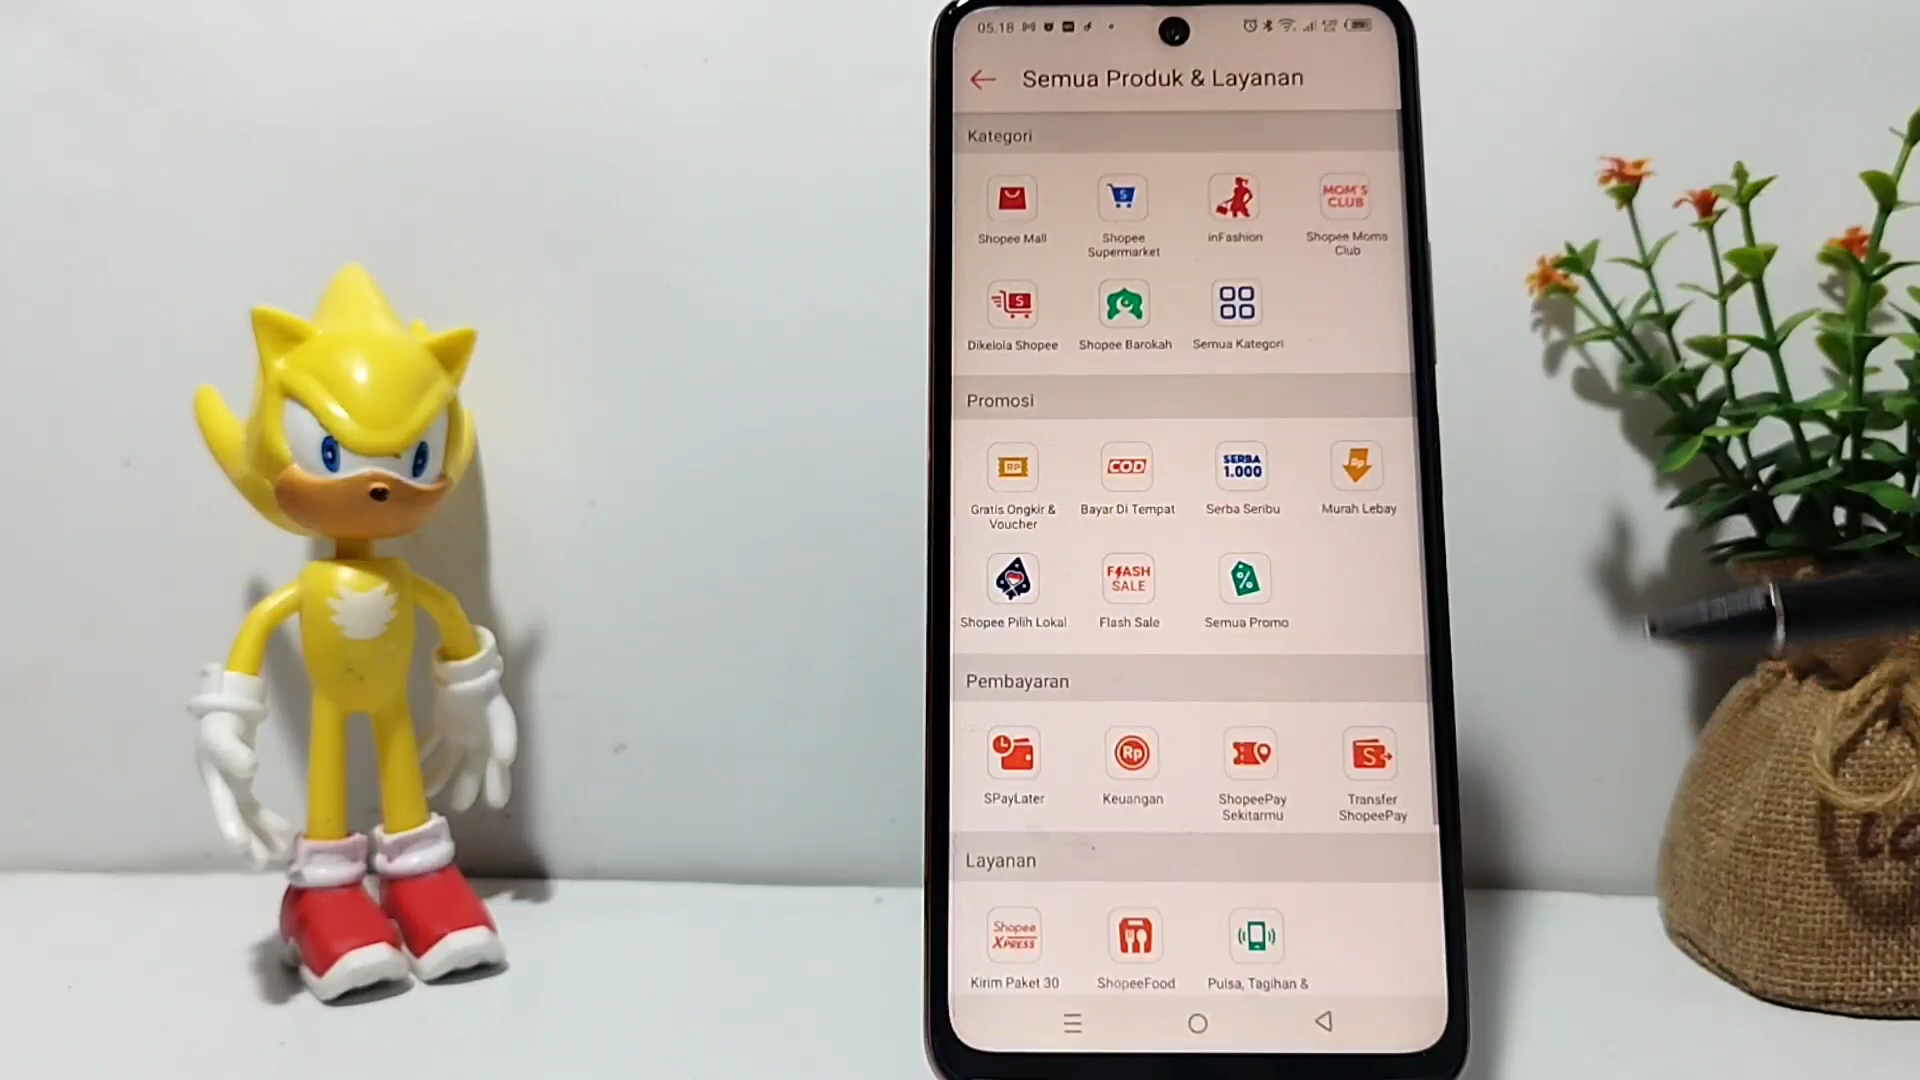 05.18
Semua Produk & Layanan
Kategori
MOM'S
CLUB
Shopee Mall
Shopee
Supermarket
inFashion
Shopee Moms
Club
Dikelola Shopee
Shopee Barokah
Semua Kategori
Promosi
RP
COD
SERBA
1.000
Rp
Gratis Ongkir &
Voucher
Bayar Di Tempat
Serba Seribu
Murah Lebay
FLASH
SALE
Shopee Pilih Lokal
Flash Sale
Semua Promo
Pembayaran
Rp
S
SPayLater
Keuangan
ShopeePay
Sekitarmu
Transfer
ShopeePay
Layanan
Shopee
XPRESS
Kirim Paket 30
ShopeeFood
Pulsa, Tagihan &